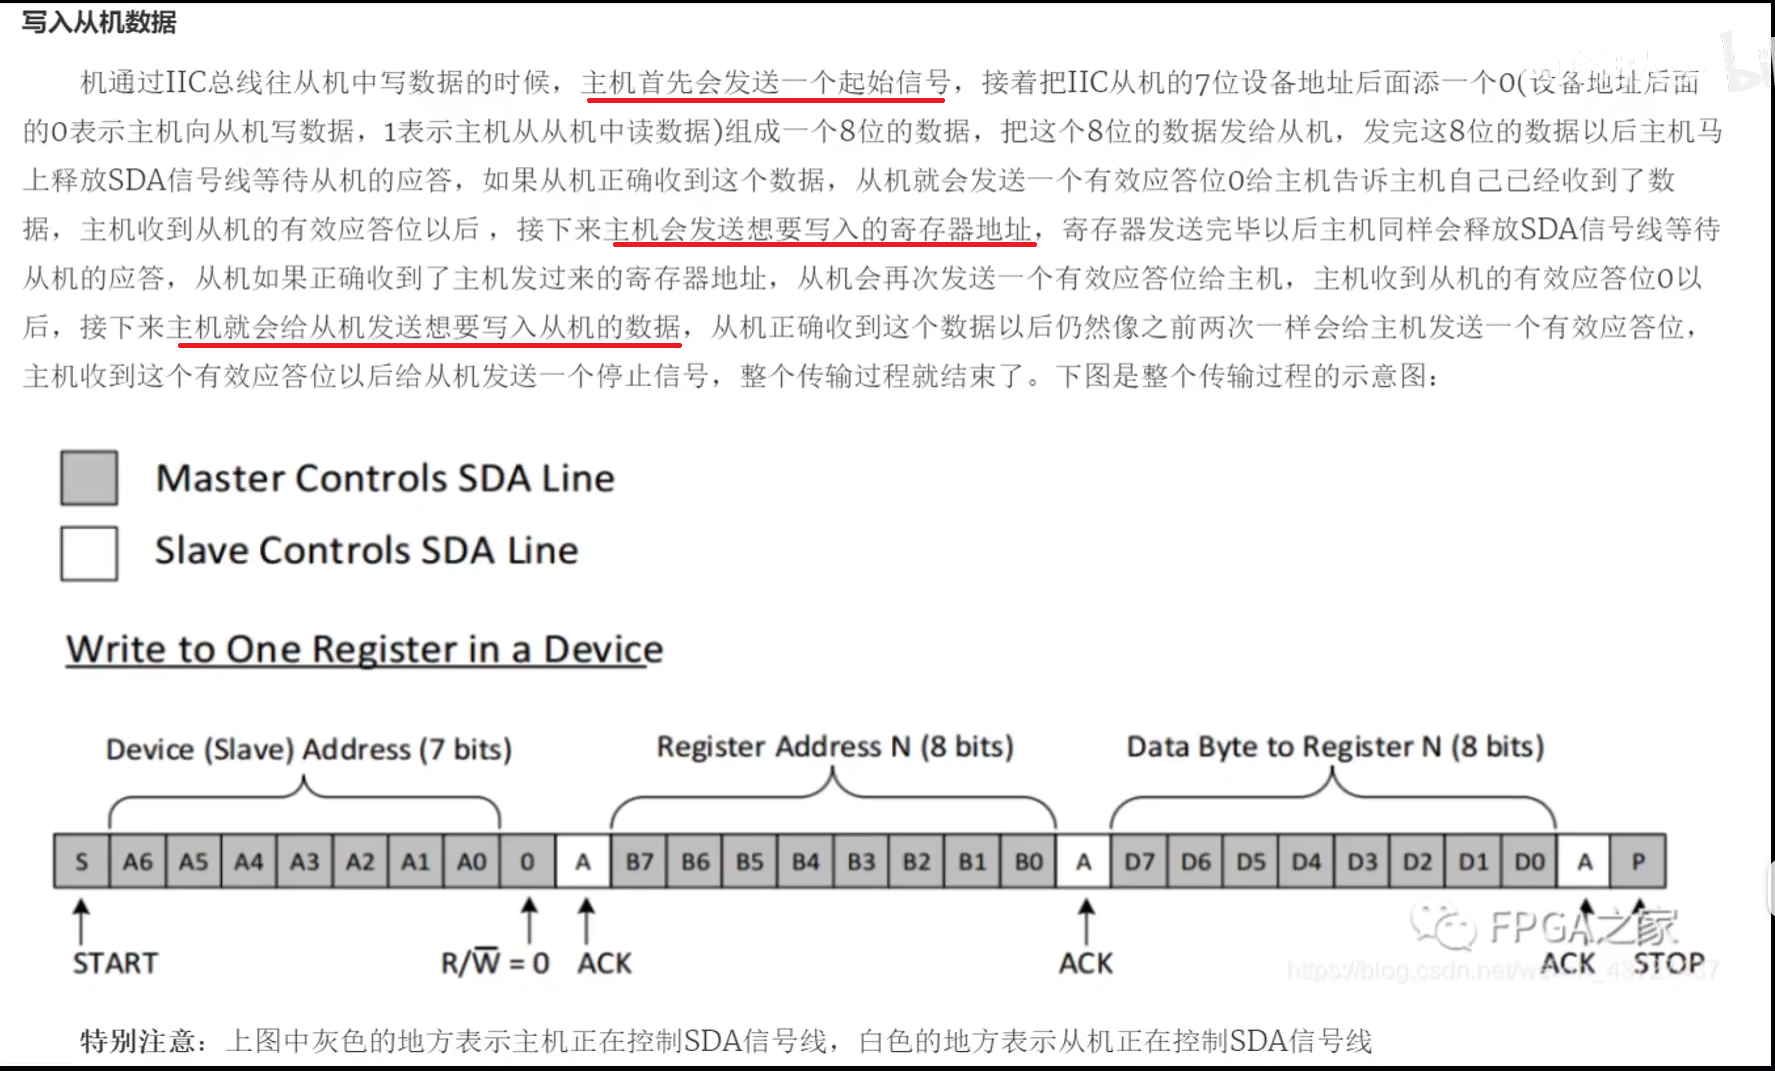 写入从机数据
机通过IIC总线往从机中写数据的时候，主机首先会发送一个起始信号，接着把IIC从机的7位设备地址后面添一个0(设备地址后面
的0表示主机向从机写数据，1表示主机从从机中读数据)组成一个8位的数据，把这个8位的数据发给从机，发完这8位的数据以后主机马
上释放SDA信号线等待从机的应答，如果从机正确收到这个数据，从机就会发送一个有效应答位0给主机告诉主机自己已经收到了数
据，主机收到从机的有效应答位以后 ，接下来主机会发送想要写入的寄存器地址，寄存器发送完毕以后主机同样会释放SDA信号线等待
从机的应答，从机如果正确收到了主机发过来的寄存器地址，从机会再次发送一个有效应答位给主机，主机收到从机的有效应答位0以
后，接下来主机就会给从机发送想要写入从机的数据，从机正确收到这个数据以后仍然像之前两次一样会给主机发送一个有效应答位，
主机收到这个有效应答位以后给从机发送一个停止信号，整个传输过程就结束了。下图是整个传输过程的示意图：
Master Controls SDA Line
Slave Controls SDA Line
Write to One Register in a Device
Device (Slave) Address (7 bits) Register Address N (8 bits) Data Byte to Register N (8 bits)
S A6 A5 A4 A3 A2 A1 A0 0 A B7 B6 B5 B4 B3 B2 B1 B0 A D7 D6 D5 D4 D3 D2 D1 D0 A P
FPGA之家
START R/W̅ = 0 ACK ACK ACK STOP
特别注意：上图中灰色的地方表示主机正在控制SDA信号线，白色的地方表示从机正在控制SDA信号线